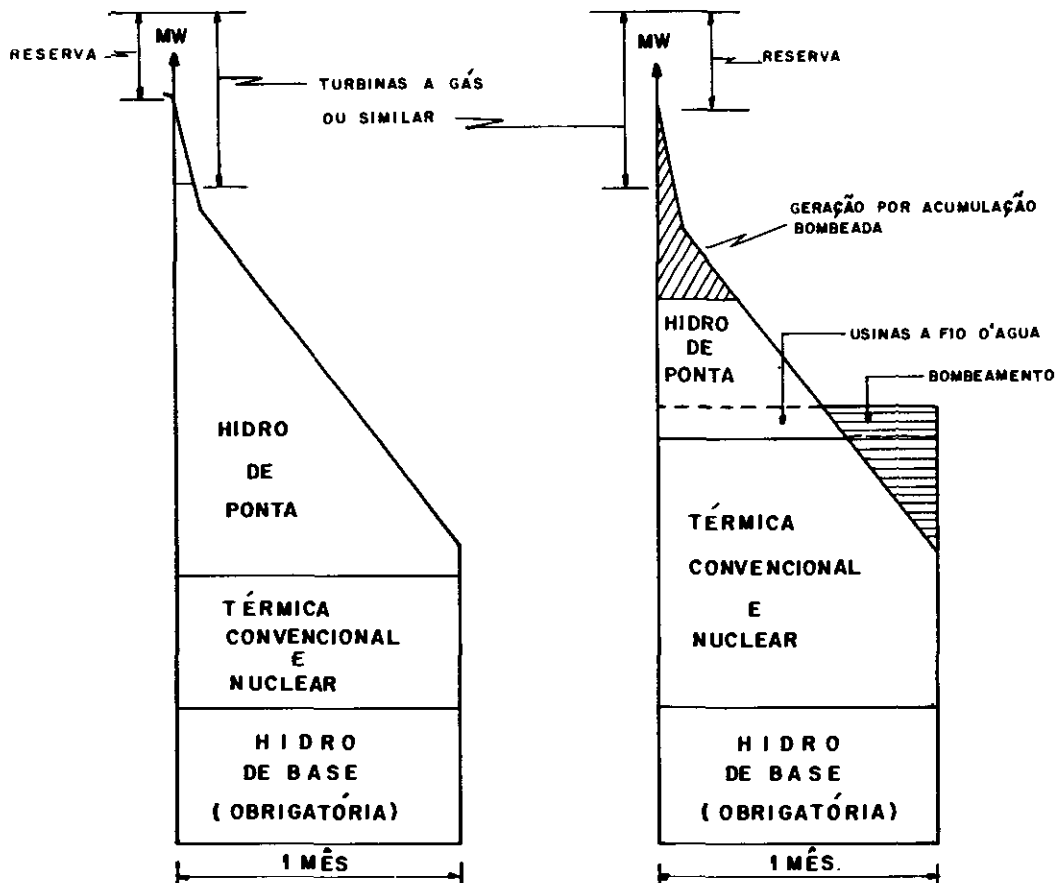 RESERVA
MW
TURBINAS A GÁS
OU SIMILAR
HIDRO
DE
PONTA
TÉRMICA
CONVENCIONAL
E
NUCLEAR
HIDRO
DE BASE
(OBRIGATÓRIA)
1 MÊS
MW
RESERVA
GERAÇÃO POR ACUMULAÇÃO
BOMBEADA
HIDRO
DE
PONTA
USINAS A FIO D'AGUA
BOMBEAMENTO
TÉRMICA
CONVENCIONAL
E
NUCLEAR
HIDRO
DE BASE
(OBRIGATÓRIA)
1 MÊS.